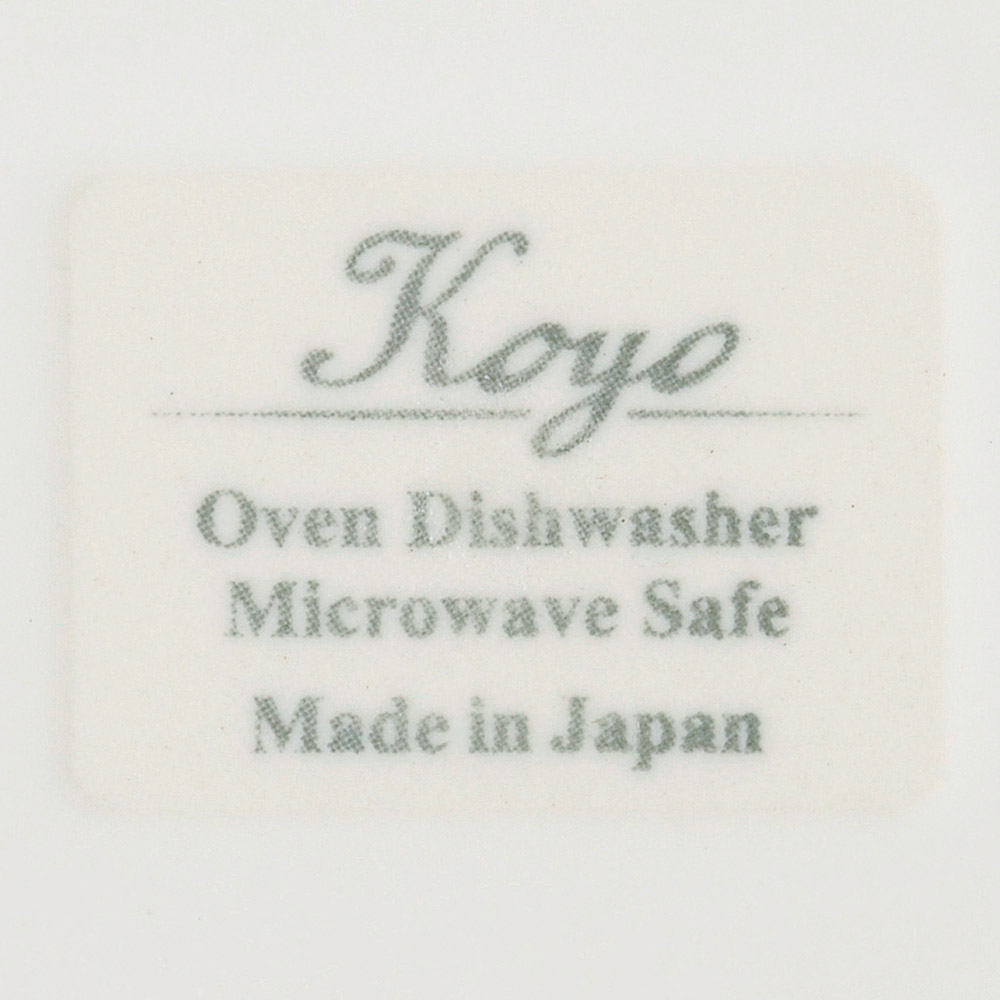 Koyo
Oven Dishwasher
Microwave Safe
Made in Japan